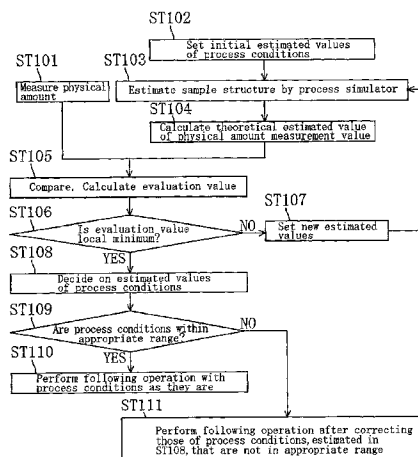 ST102
Set initial estimated values
of process conditions
ST101
ST103
Measure physical
amount
Estimate sample structure by process simulator
ST104
Calculate theoretical estimated value
of physical amount measurement value
ST105
Compare. Calculate evaluation value
ST106
ST107
Is evaluation value
local minimum?
NO
Set new estimated
values
YES
ST108
Decide on estimated values
of process conditions
ST109
Are process conditions within
appropriate range?
NO
YES
ST110
Perform following operation with
process conditions as they are
ST111
Perform following operation after correcting
those of process conditions, estimated in
ST108, that are not in appropriate range